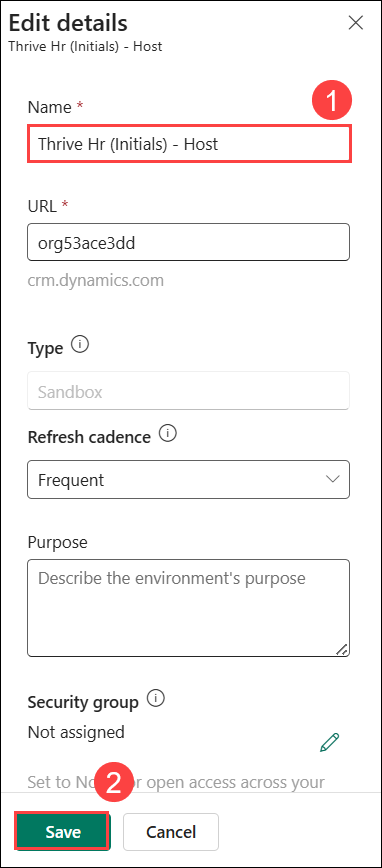 Edit details
Thrive Hr (Initials) - Host
Name *
1
Thrive Hr (Initials) - Host
URL *
org53ace3dd
crm.dynamics.com
Type
Sandbox
Refresh cadence
Frequent
Purpose
Describe the environment's purpose
Security group
Not assigned
Set to No or open access across your
2
Save
Cancel